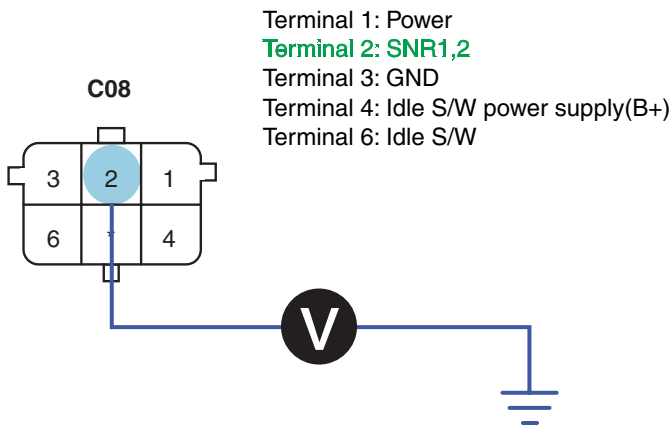 Terminal 1: Power
Terminal 2: SNR1,2
Terminal 3: GND
Terminal 4: Idle S/W power supply(B+)
Terminal 6: Idle S/W
C08
3 2 1
6 * 4
V